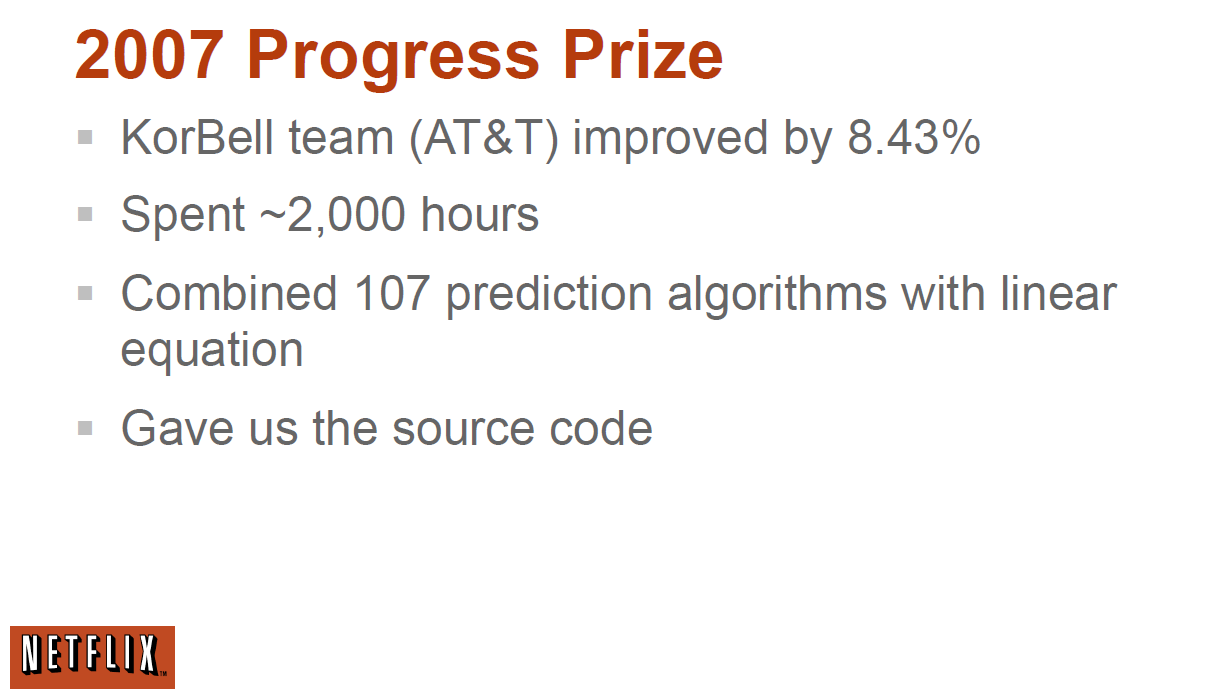 2007 Progress Prize
▪ KorBell team (AT&T) improved by 8.43%
▪ Spent ~2,000 hours
▪ Combined 107 prediction algorithms with linear
equation
▪ Gave us the source code
NETFLIX™